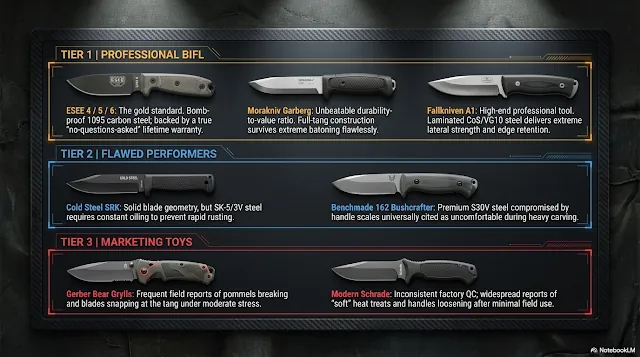 TIER 1 | PROFESSIONAL BIFL
ESEE
ESEE 4 / 5 / 6: The gold standard. Bomb-
proof 1095 carbon steel; backed by a true
"no-questions-asked" lifetime warranty.
Morakniv Garberg: Unbeatable durability-
to-value ratio. Full-tang construction
survives extreme batoning flawlessly.
Fallkniven A1: High-end professional tool.
Laminated CoS/VG10 steel delivers extreme
lateral strength and edge retention.
TIER 2 | FLAWED PERFORMERS
COLD STEEL
Cold Steel SRK: Solid blade geometry, but SK-5/3V steel
requires constant oiling to prevent rapid rusting.
Benchmade 162 Bushcrafter: Premium S30V steel compromised by
handle scales universally cited as uncomfortable during heavy carving.
TIER 3 | MARKETING TOYS
Gerber Bear Grylls: Frequent field reports of pommels breaking
and blades snapping at the tang under moderate stress.
Modern Schrade: Inconsistent factory QC; widespread reports of
"soft" heat treats and handles loosening after minimal field use.
NotebookLM